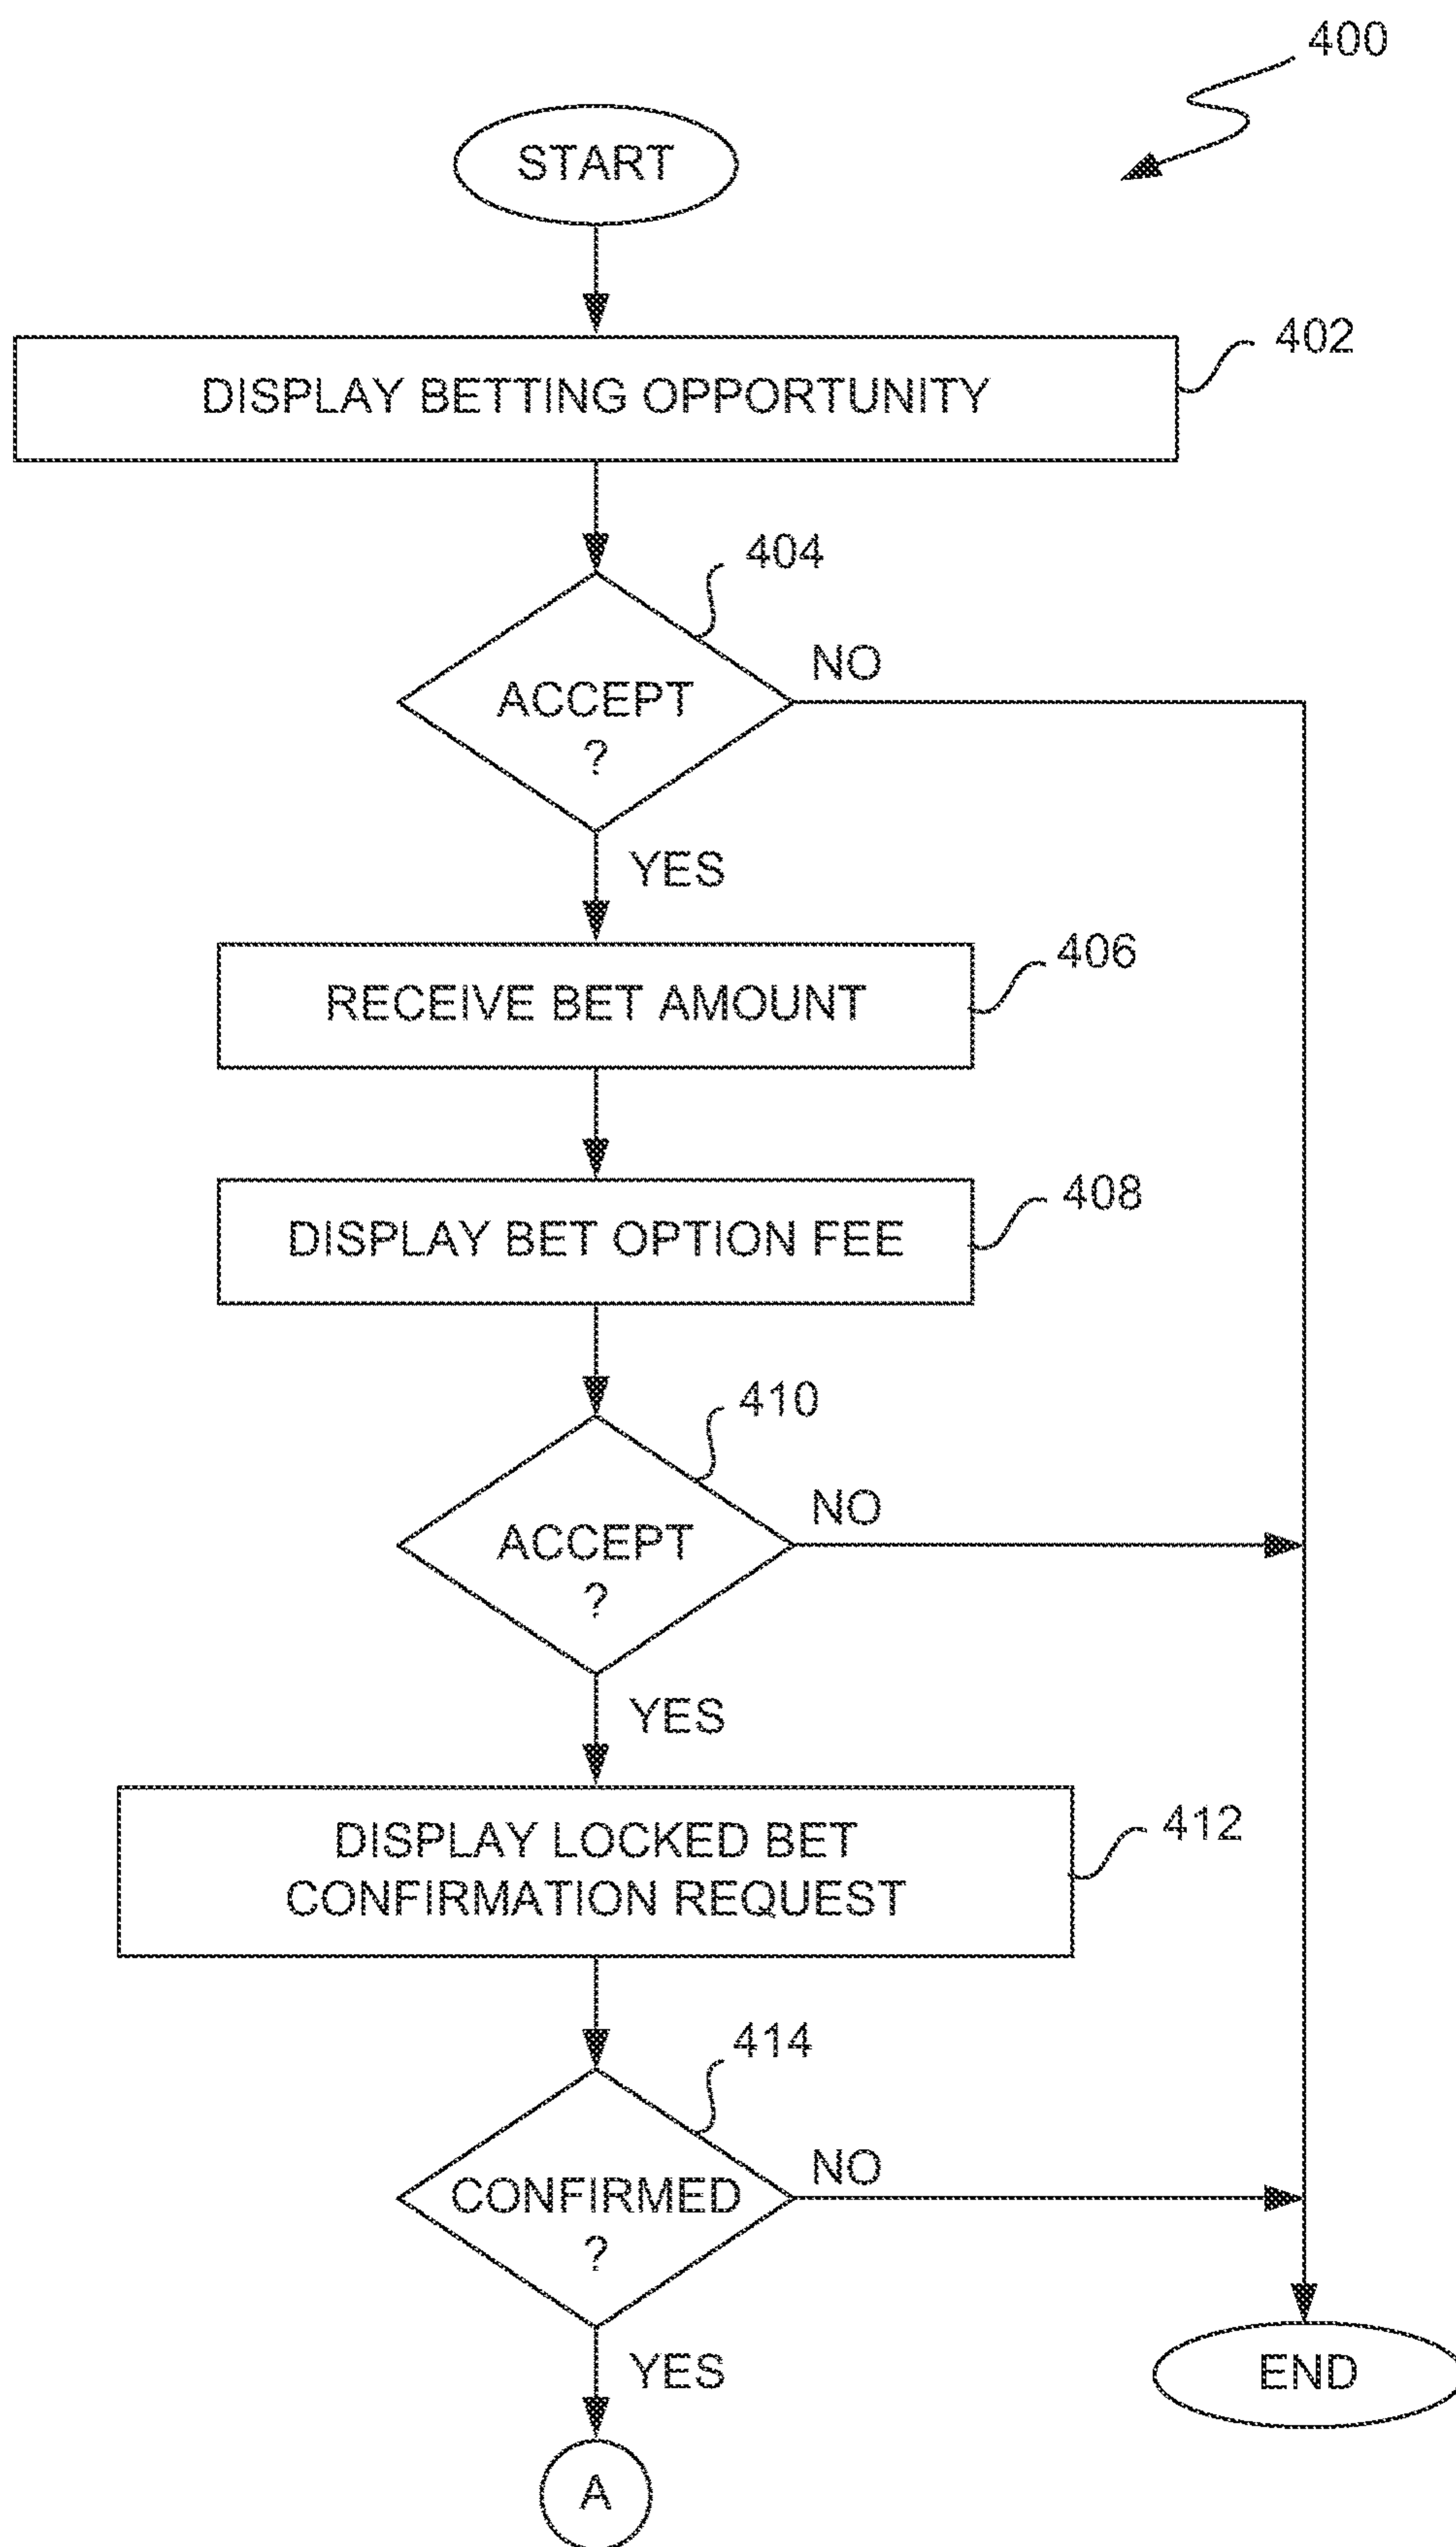 400
START
DISPLAY BETTING OPPORTUNITY
402
404
ACCEPT
?
NO
YES
RECEIVE BET AMOUNT
406
DISPLAY BET OPTION FEE
408
410
ACCEPT
?
NO
YES
DISPLAY LOCKED BET
CONFIRMATION REQUEST
412
414
CONFIRMED
?
NO
YES
END
A